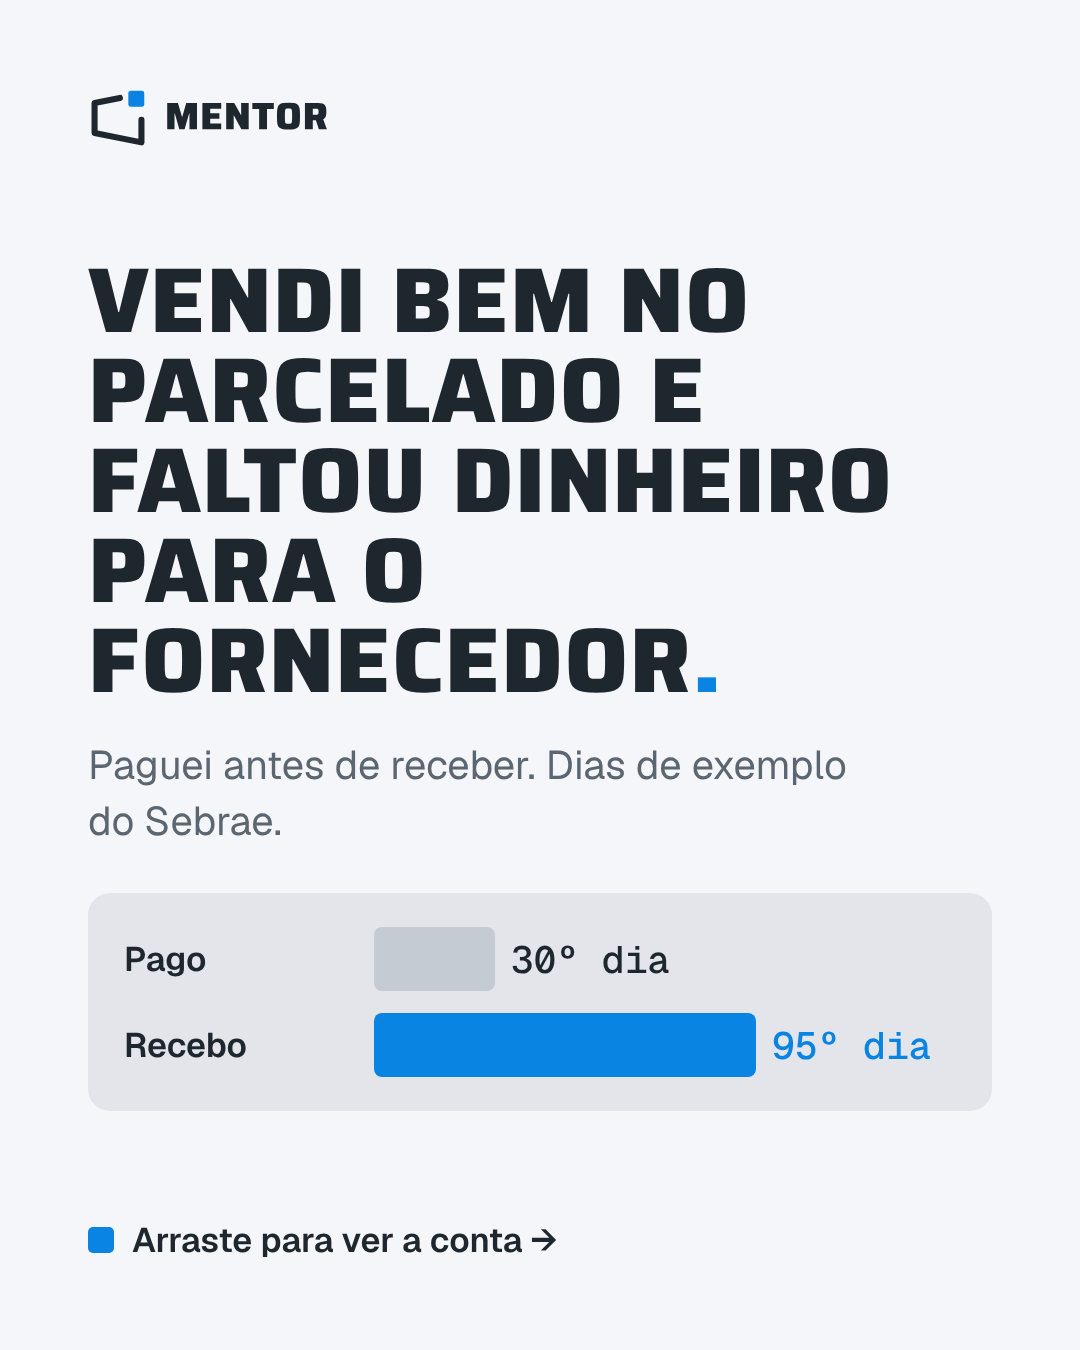 MENTOR
VENDI BEM NO
PARCELADO E
FALTOU DINHEIRO
PARA O
FORNECEDOR.
Paguei antes de receber. Dias de exemplo
do Sebrae.
Pago 30º dia
Recebo 95º dia
Arraste para ver a conta →